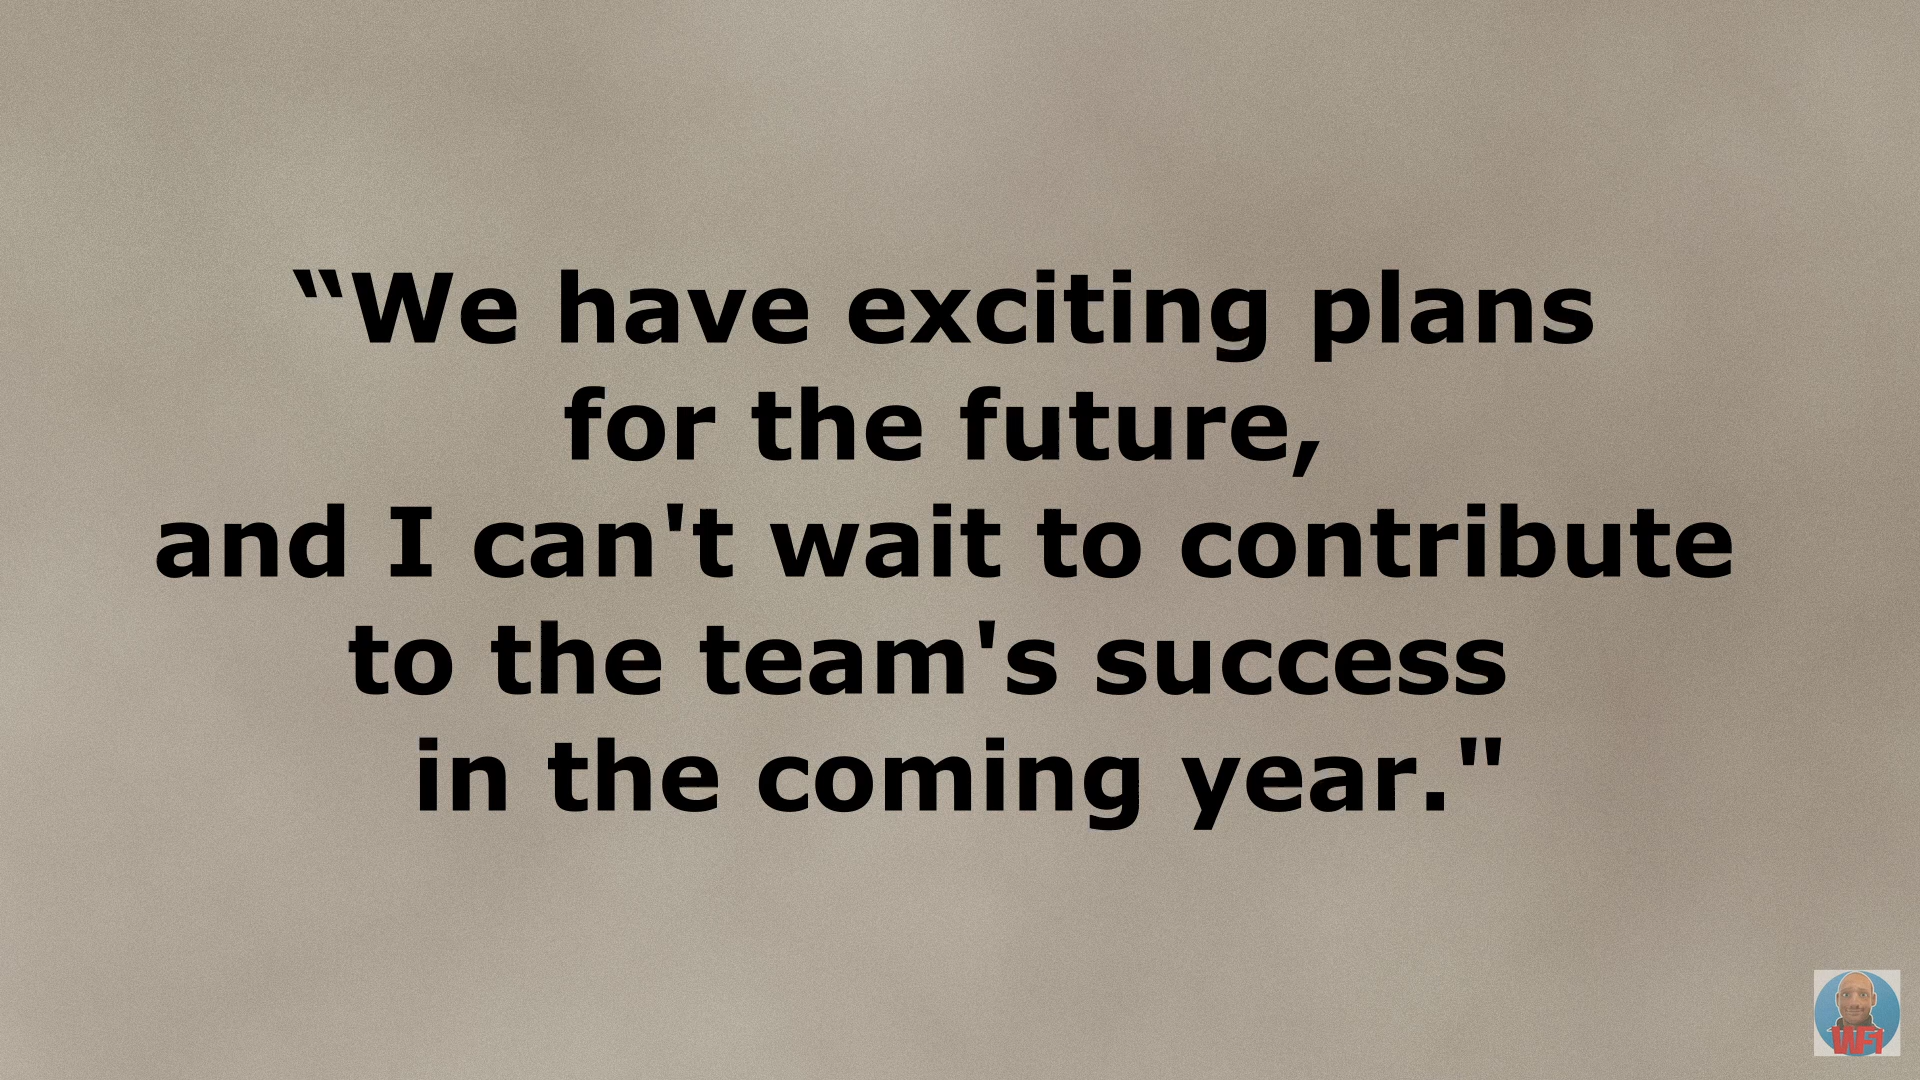 “We have exciting plans
for the future,
and I can't wait to contribute
to the team's success
in the coming year."
WF1